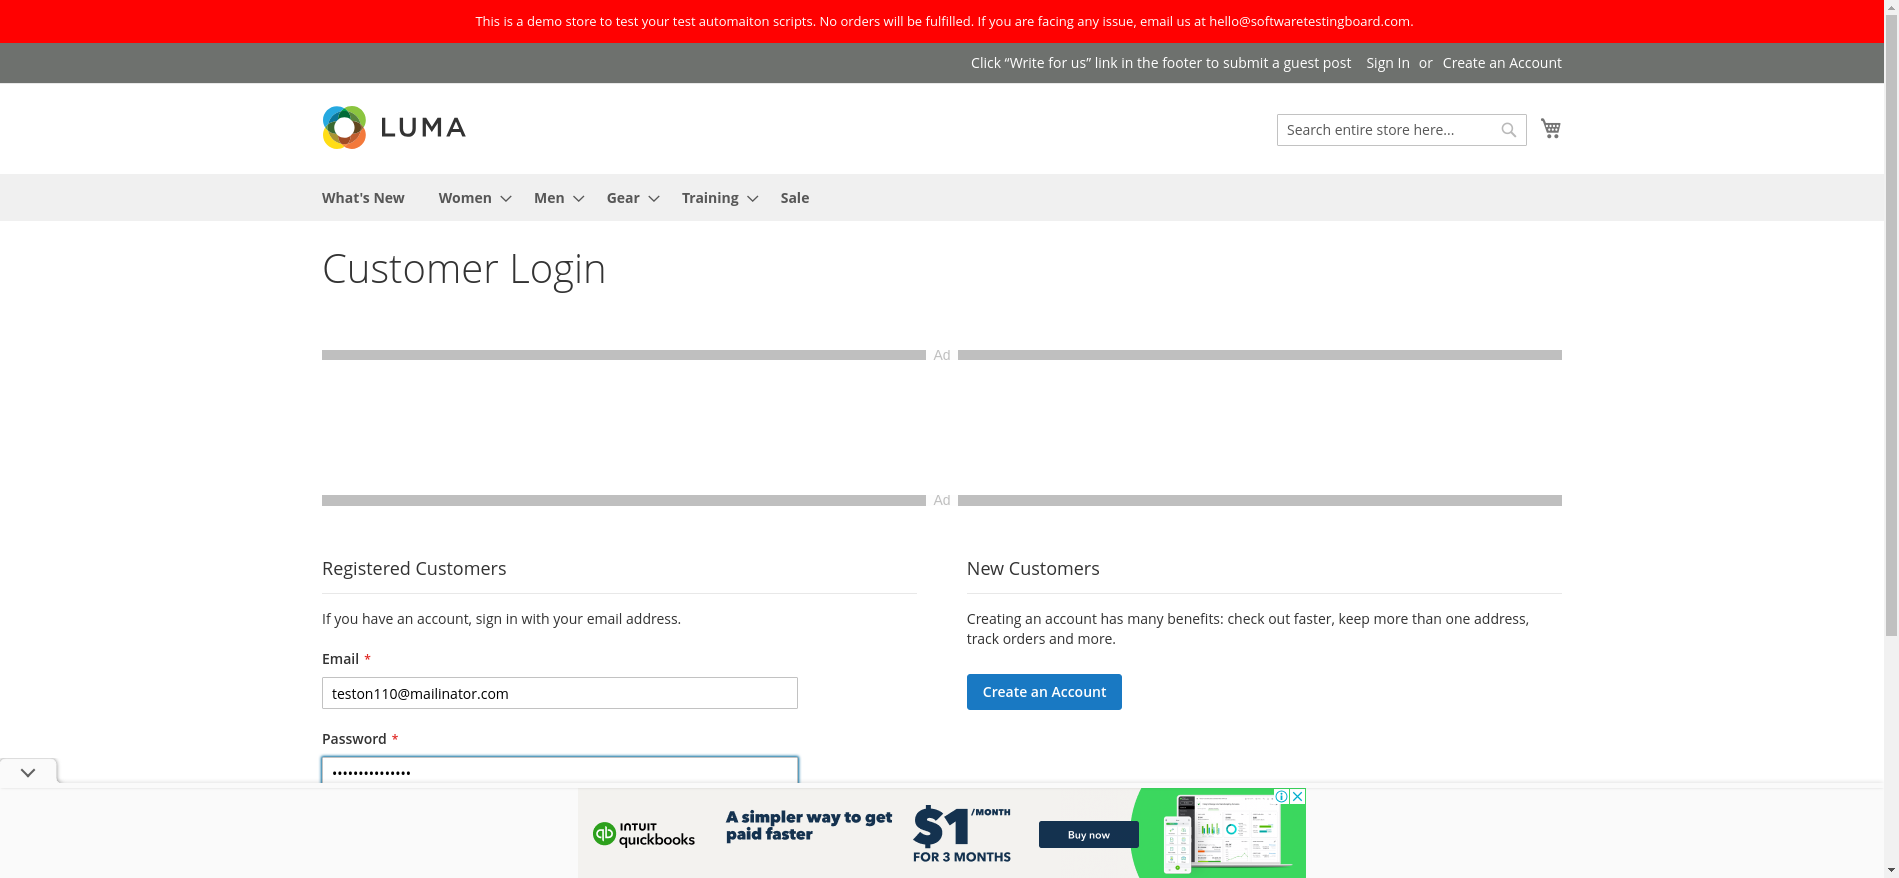 This is a demo store to test your test automaiton scripts. No orders will be fulfilled. If you are facing any issue, email us at hello@softwaretestingboard.com.
Click “Write for us” link in the footer to submit a guest post Sign In or Create an Account
LUMA
Search entire store here...
What's New Women Men Gear Training Sale
Customer Login
Ad
Ad
Registered Customers
If you have an account, sign in with your email address.
Email *
teston110@mailinator.com
Password *
•••••••••••••••
New Customers
Creating an account has many benefits: check out faster, keep more than one address,
track orders and more.
Create an Account
INTUIT
quickbooks
A simpler way to get
paid faster
$1/MONTH
FOR 3 MONTHS
Buy now